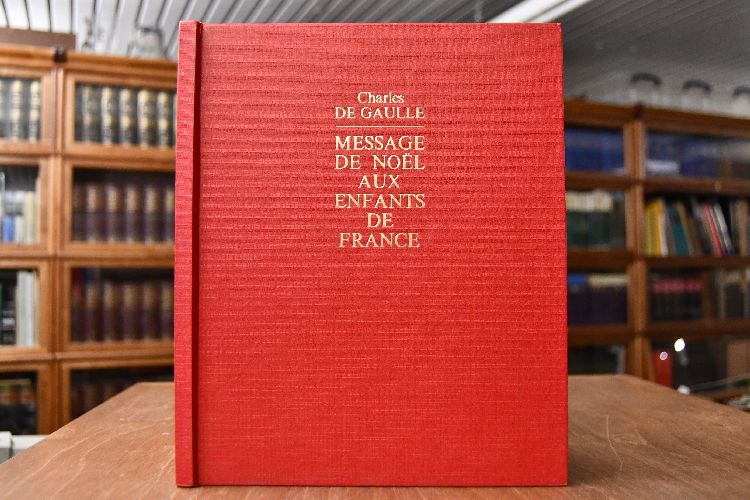 Charles
DE GAULLE
MESSAGE
DE NOËL
AUX
ENFANTS
DE
FRANCE